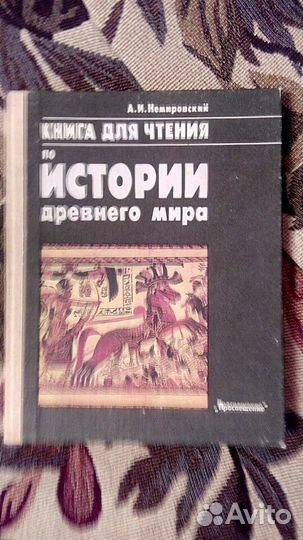 А.И.Немировский
КНИГА ДЛЯ ЧТЕНИЯ
по
ИСТОРИИ
древнего мира
"Просвещение"
Avito